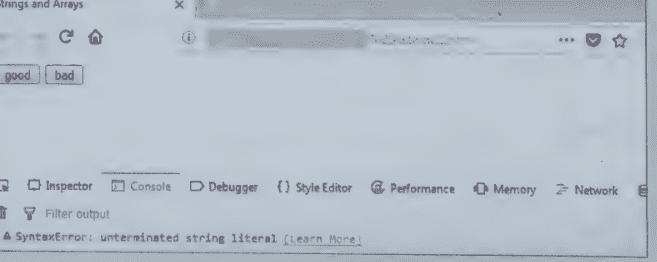 Strings and Arrays
good bad
Inspector Console Debugger {} Style Editor Performance Memory Network
Filter output
SyntaxError: unterminated string literal [Learn More]